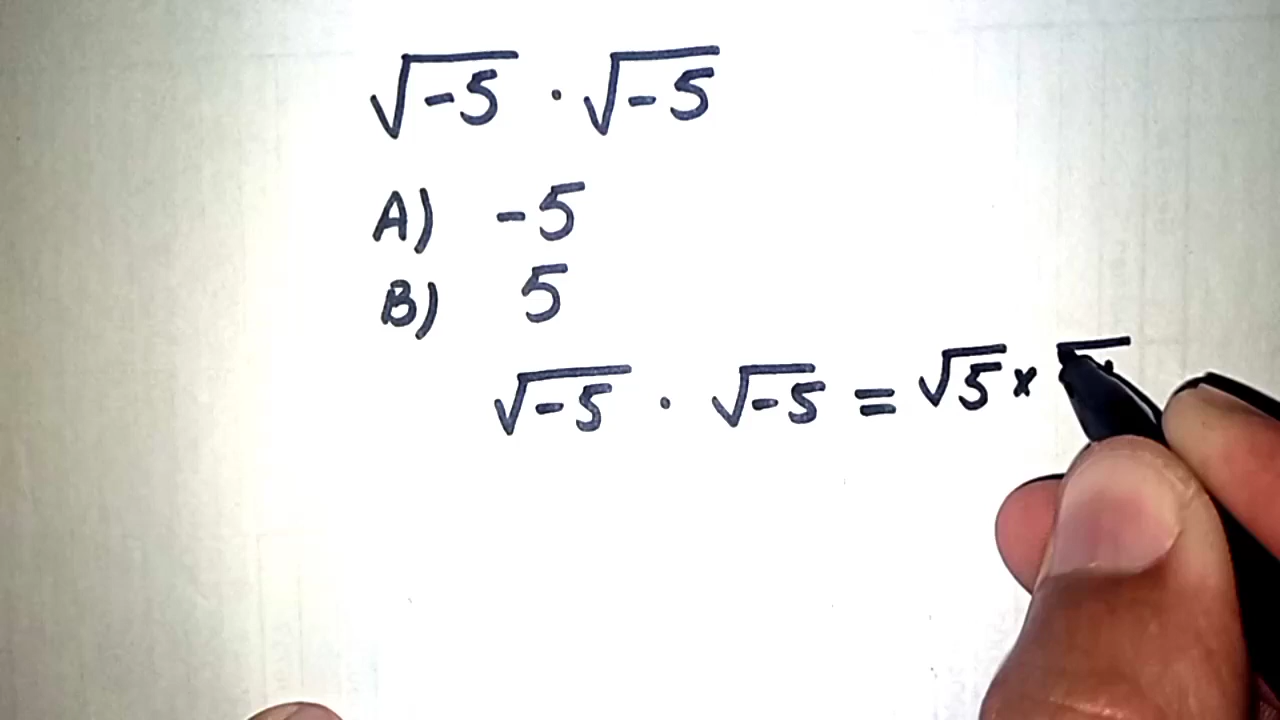 √-5 · √-5
A) -5
B) 5
√-5 · √-5 = √5 × √